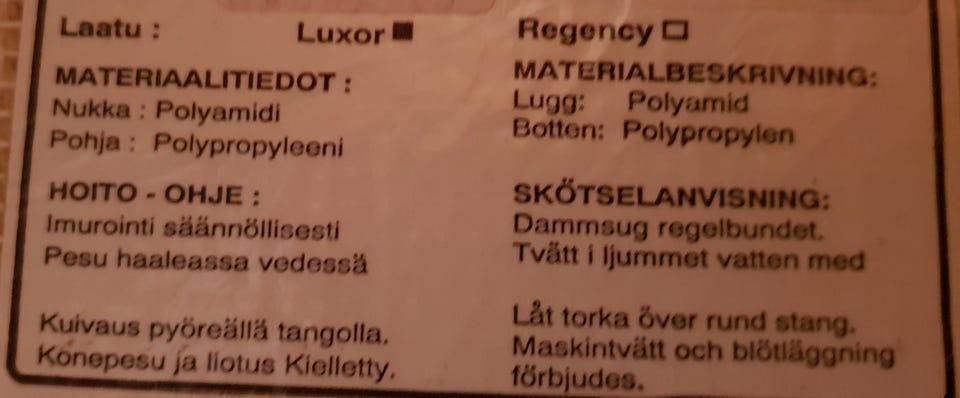 Laatu : Luxor ■ Regency □
MATERIAALITIEDOT :
Nukka : Polyamidi
Pohja : Polypropyleeni
HOITO - OHJE :
Imurointi säännöllisesti
Pesu haaleassa vedessä
Kuivaus pyöreällä tangolla.
Konepesu ja liotus Kielletty.
MATERIALBESKRIVNING:
Lugg: Polyamid
Botten: Polypropylen
SKÖTSELANVISNING:
Dammsug regelbundet.
Tvätt i ljummet vatten med
Låt torka över rund stang.
Maskintvätt och blötläggning
förbjudes.